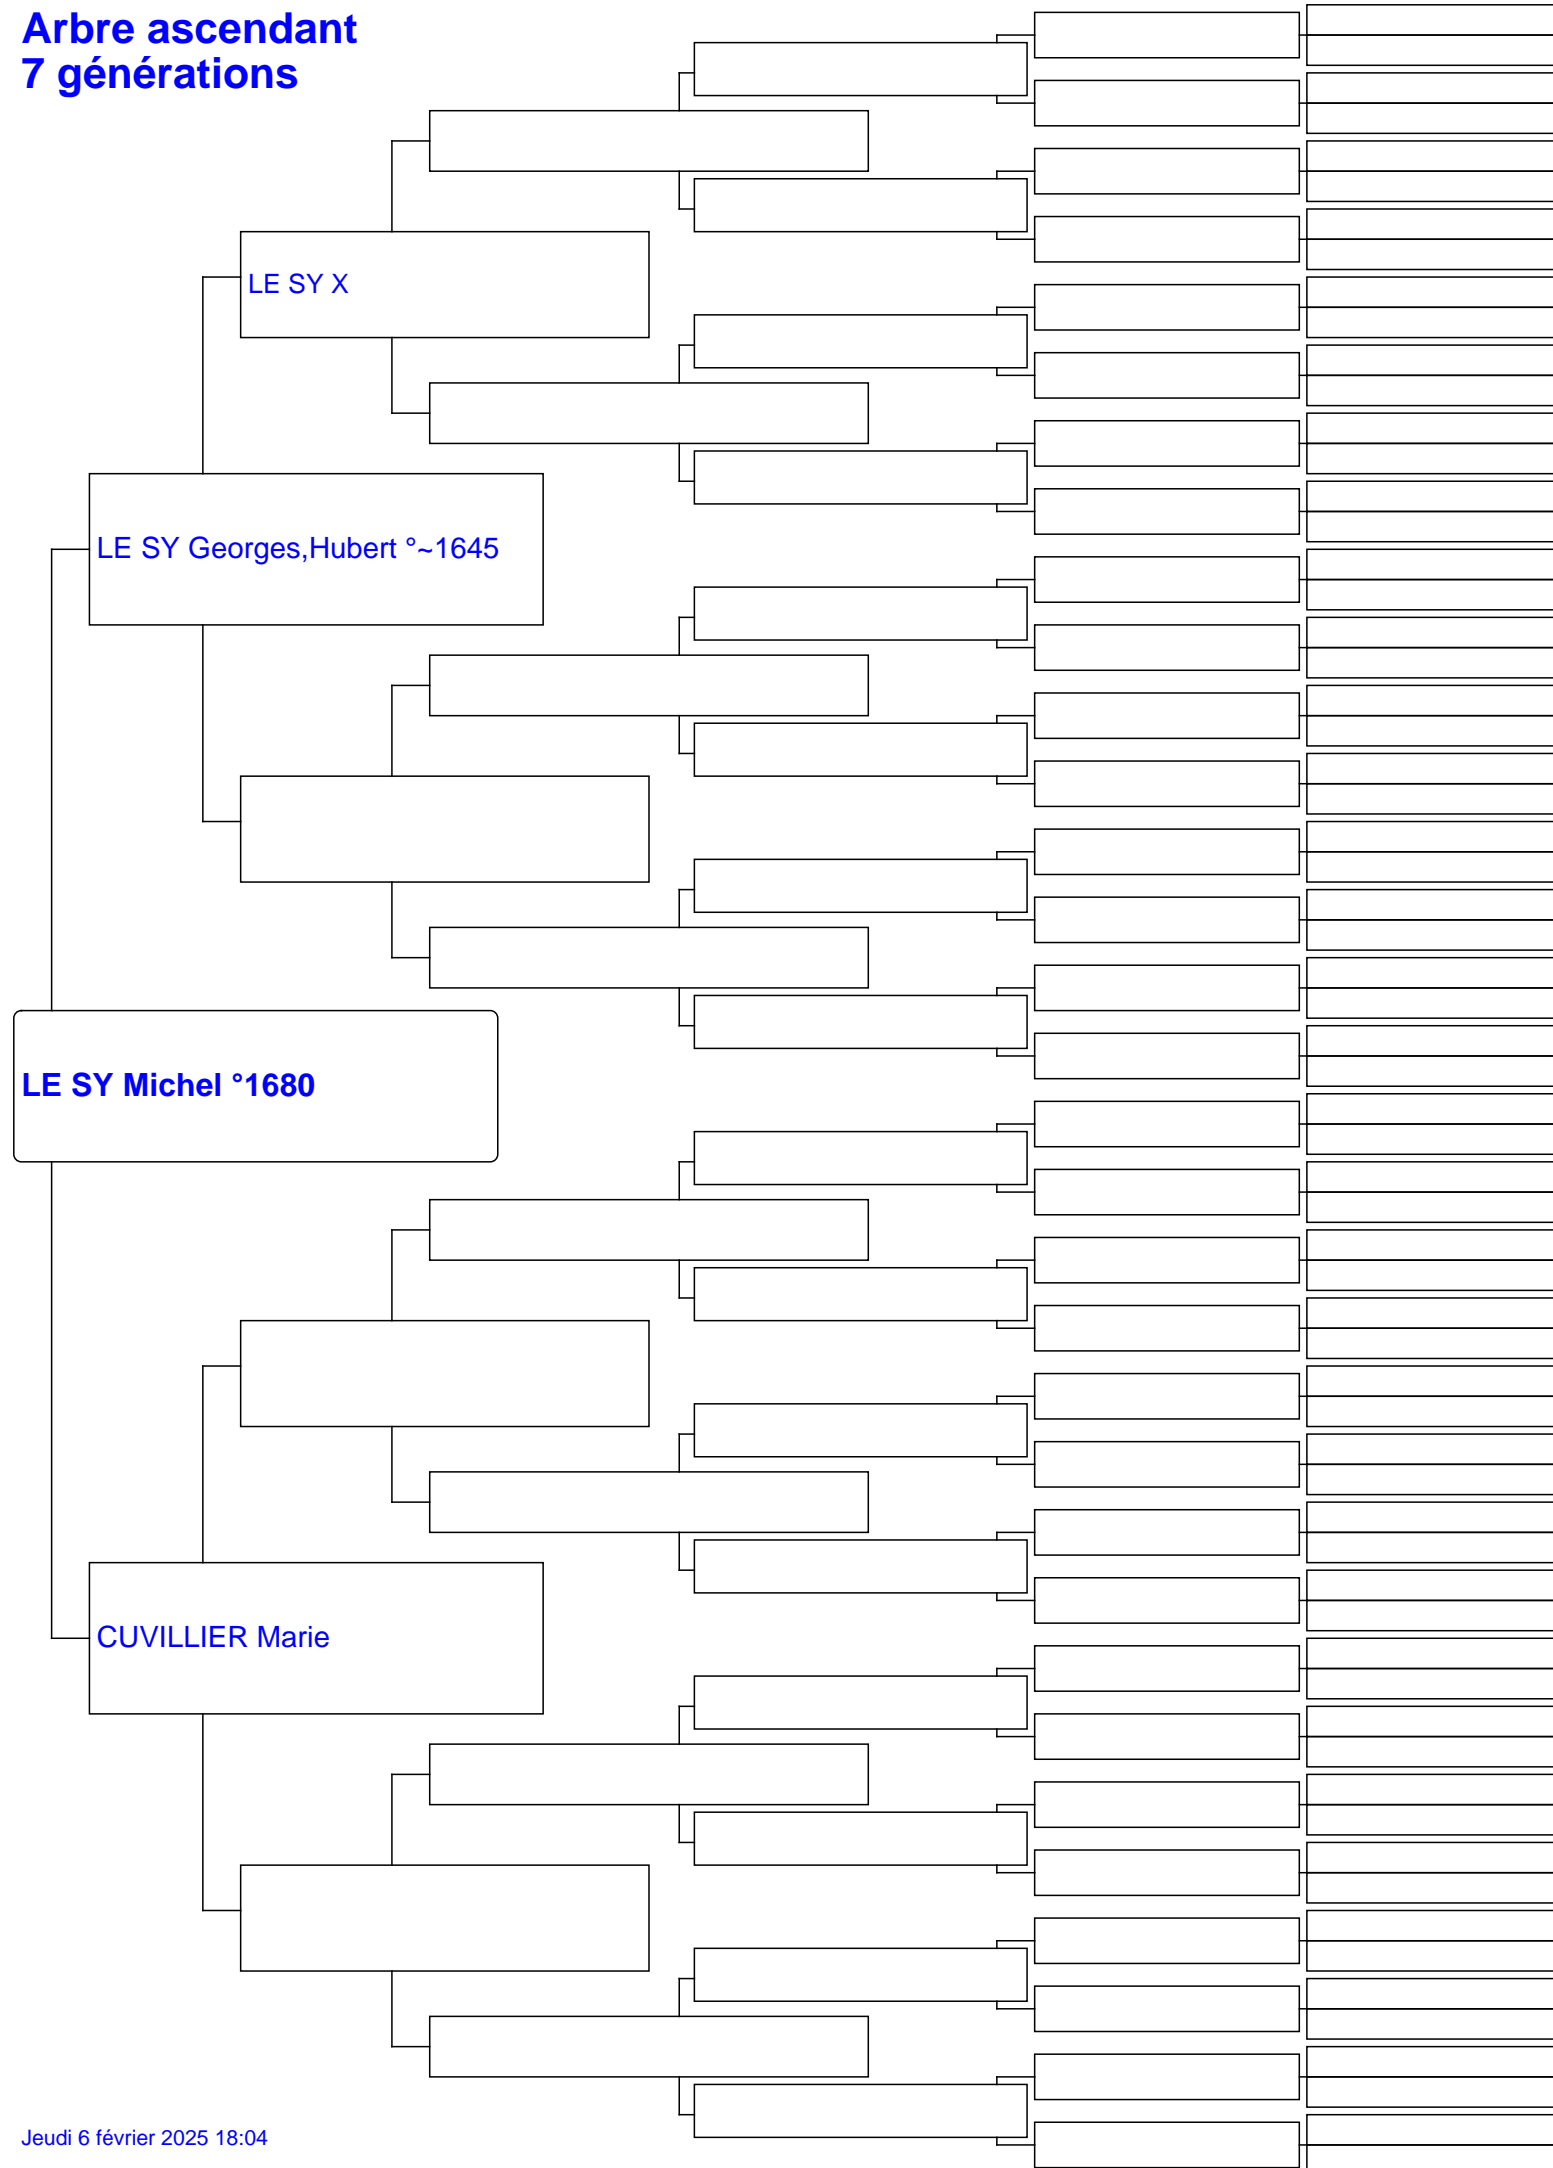 Arbre ascendant
7 générations
LE SY X
LE SY Georges,Hubert °~1645
LE SY Michel °1680
CUVILLIER Marie
Jeudi 6 février 2025 18:04